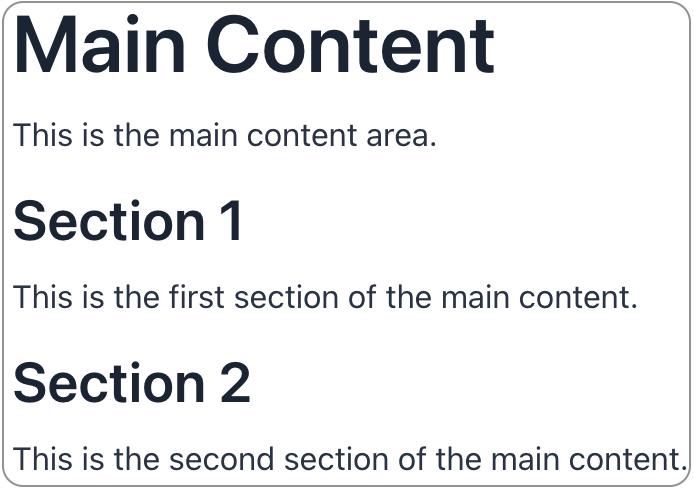 Main Content
This is the main content area.
Section 1
This is the first section of the main content.
Section 2
This is the second section of the main content.